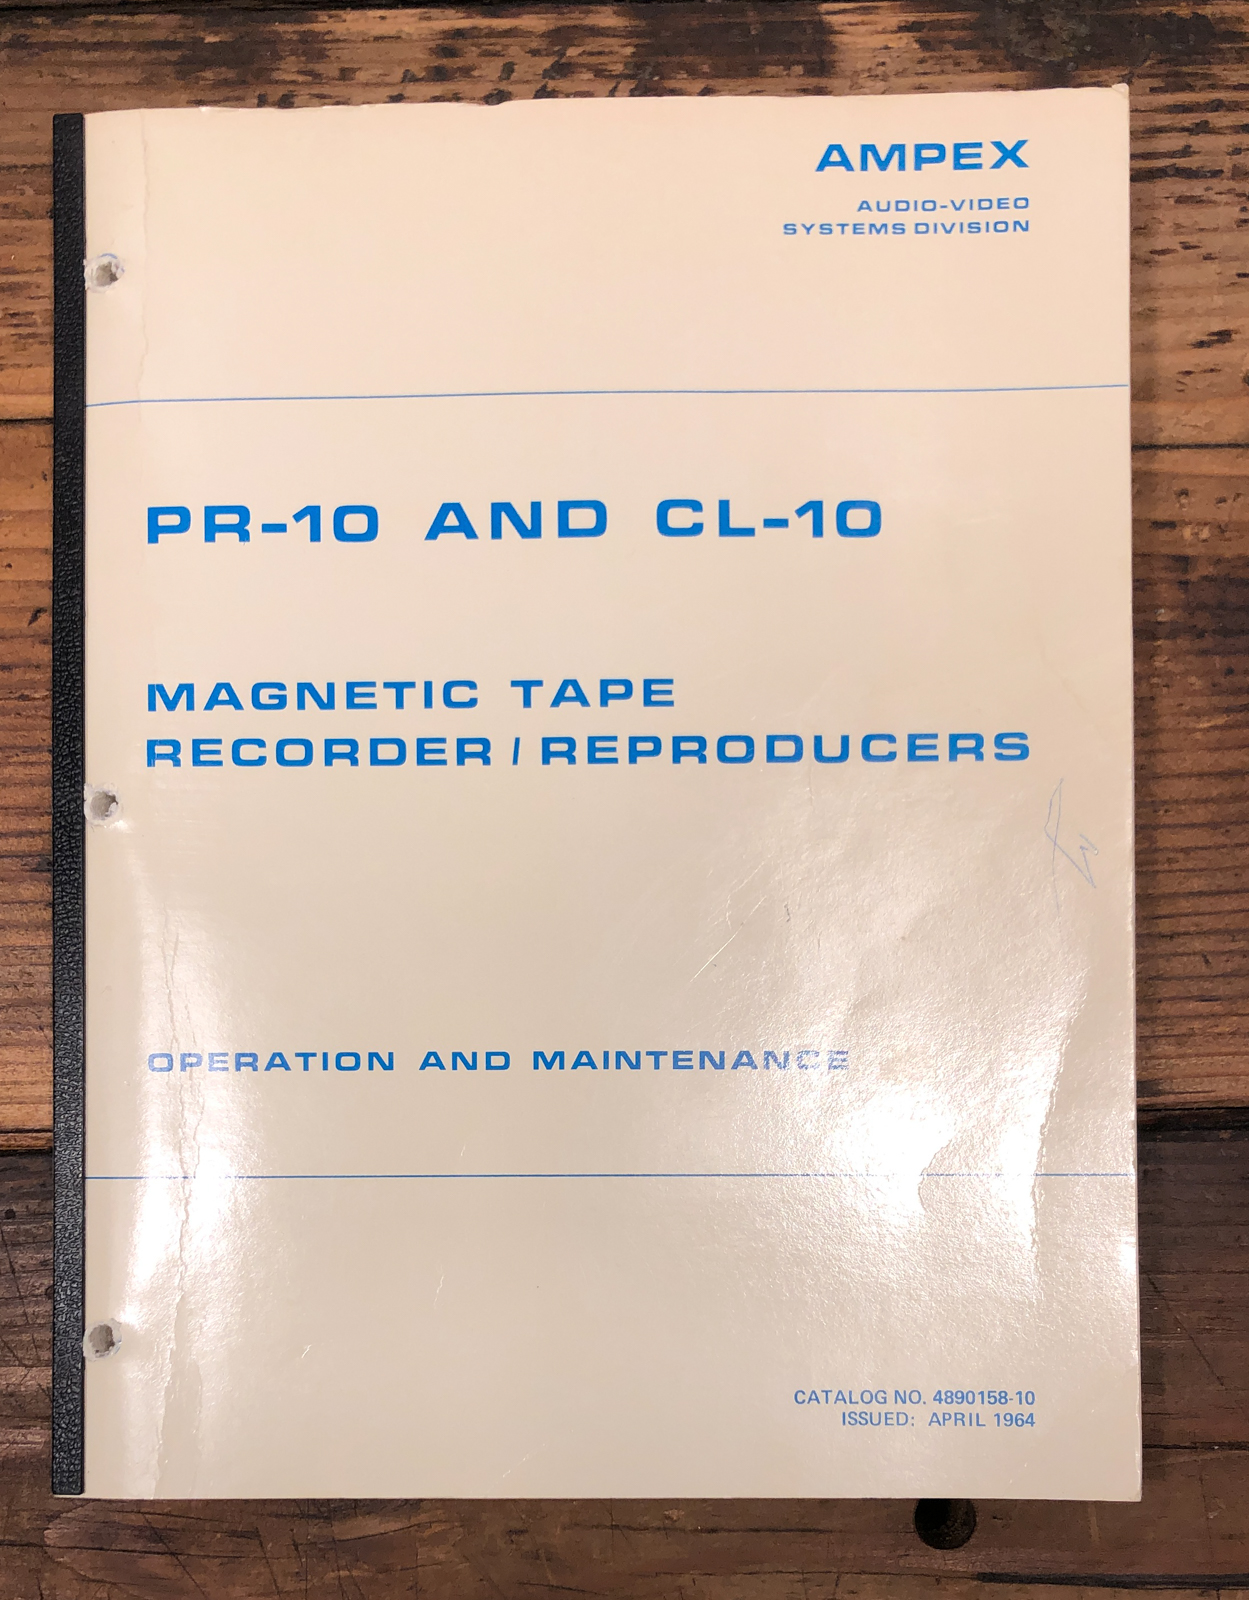 AMPEX
AUDIO-VIDEO
SYSTEMS DIVISION
PR-10 AND CL-10
MAGNETIC TAPE
RECORDER / REPRODUCERS
OPERATION AND MAINTENANCE
CATALOG NO. 4890158-10
ISSUED: APRIL 1964